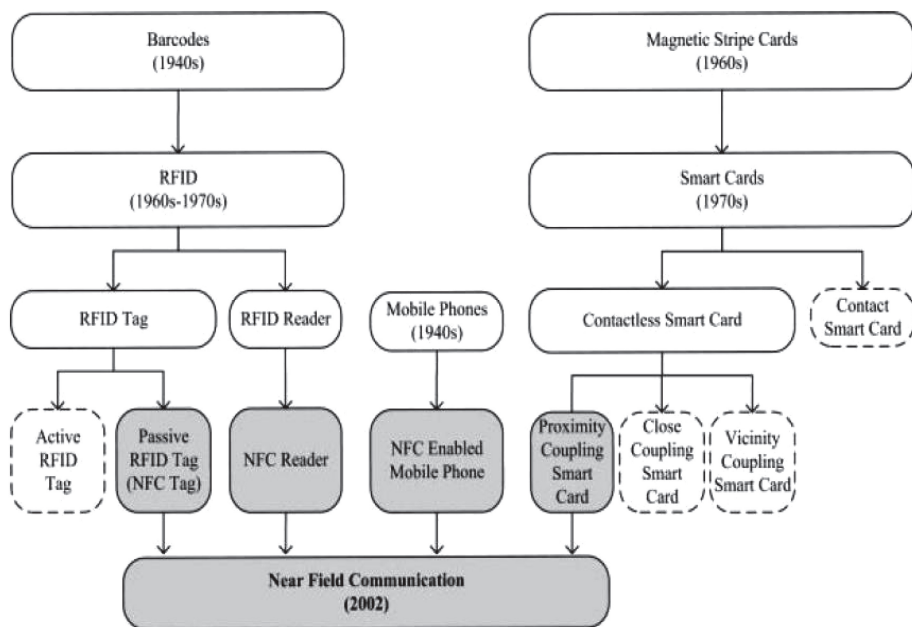 Barcodes
(1940s)
Magnetic Stripe Cards
(1960s)
RFID
(1960s-1970s)
Smart Cards
(1970s)
RFID Tag
RFID Reader
Mobile Phones
(1940s)
Contactless Smart Card
Contact
Smart Card
Active
RFID
Tag
Passive
RFID Tag
(NFC Tag)
NFC Reader
NFC Enabled
Mobile Phone
Proximity
Coupling
Smart
Card
Close
Coupling
Smart
Card
Vicinity
Coupling
Smart Card
Near Field Communication
(2002)